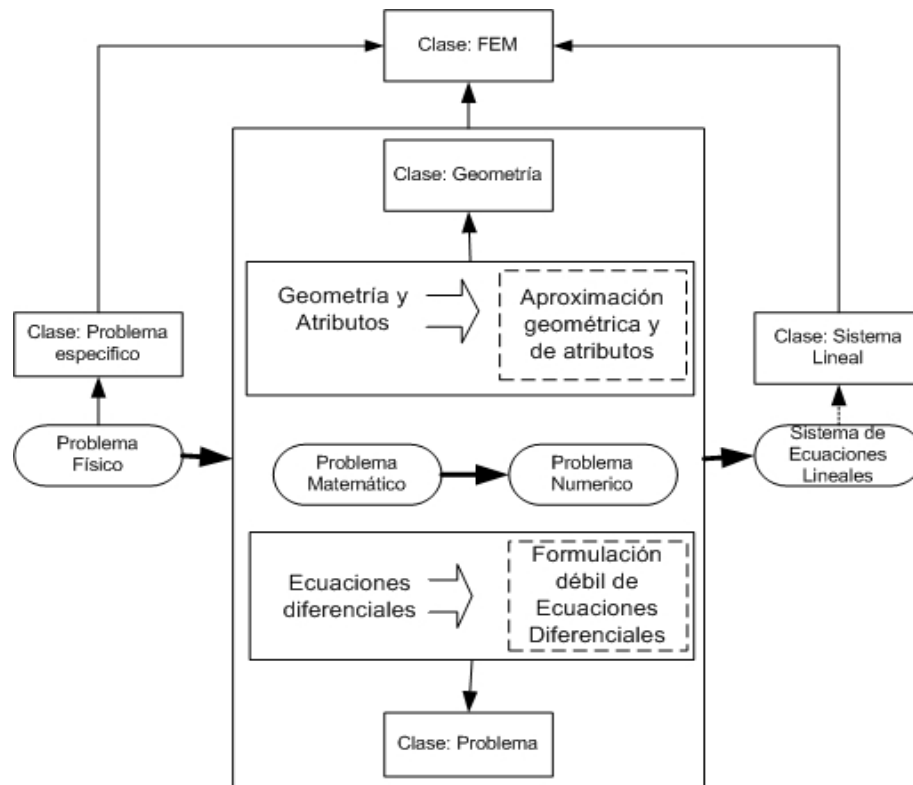 Clase: FEM
Clase: Geometría
Geometría y
Atributos
Aproximación
geométrica y
de atributos
Clase: Problema
especifico
Clase: Sistema
Lineal
Problema
Físico
Problema
Matemático
Problema
Numerico
Sistema de
Ecuaciones
Lineales
Ecuaciones
diferenciales
Formulación
débil de
Ecuaciones
Diferenciales
Clase: Problema